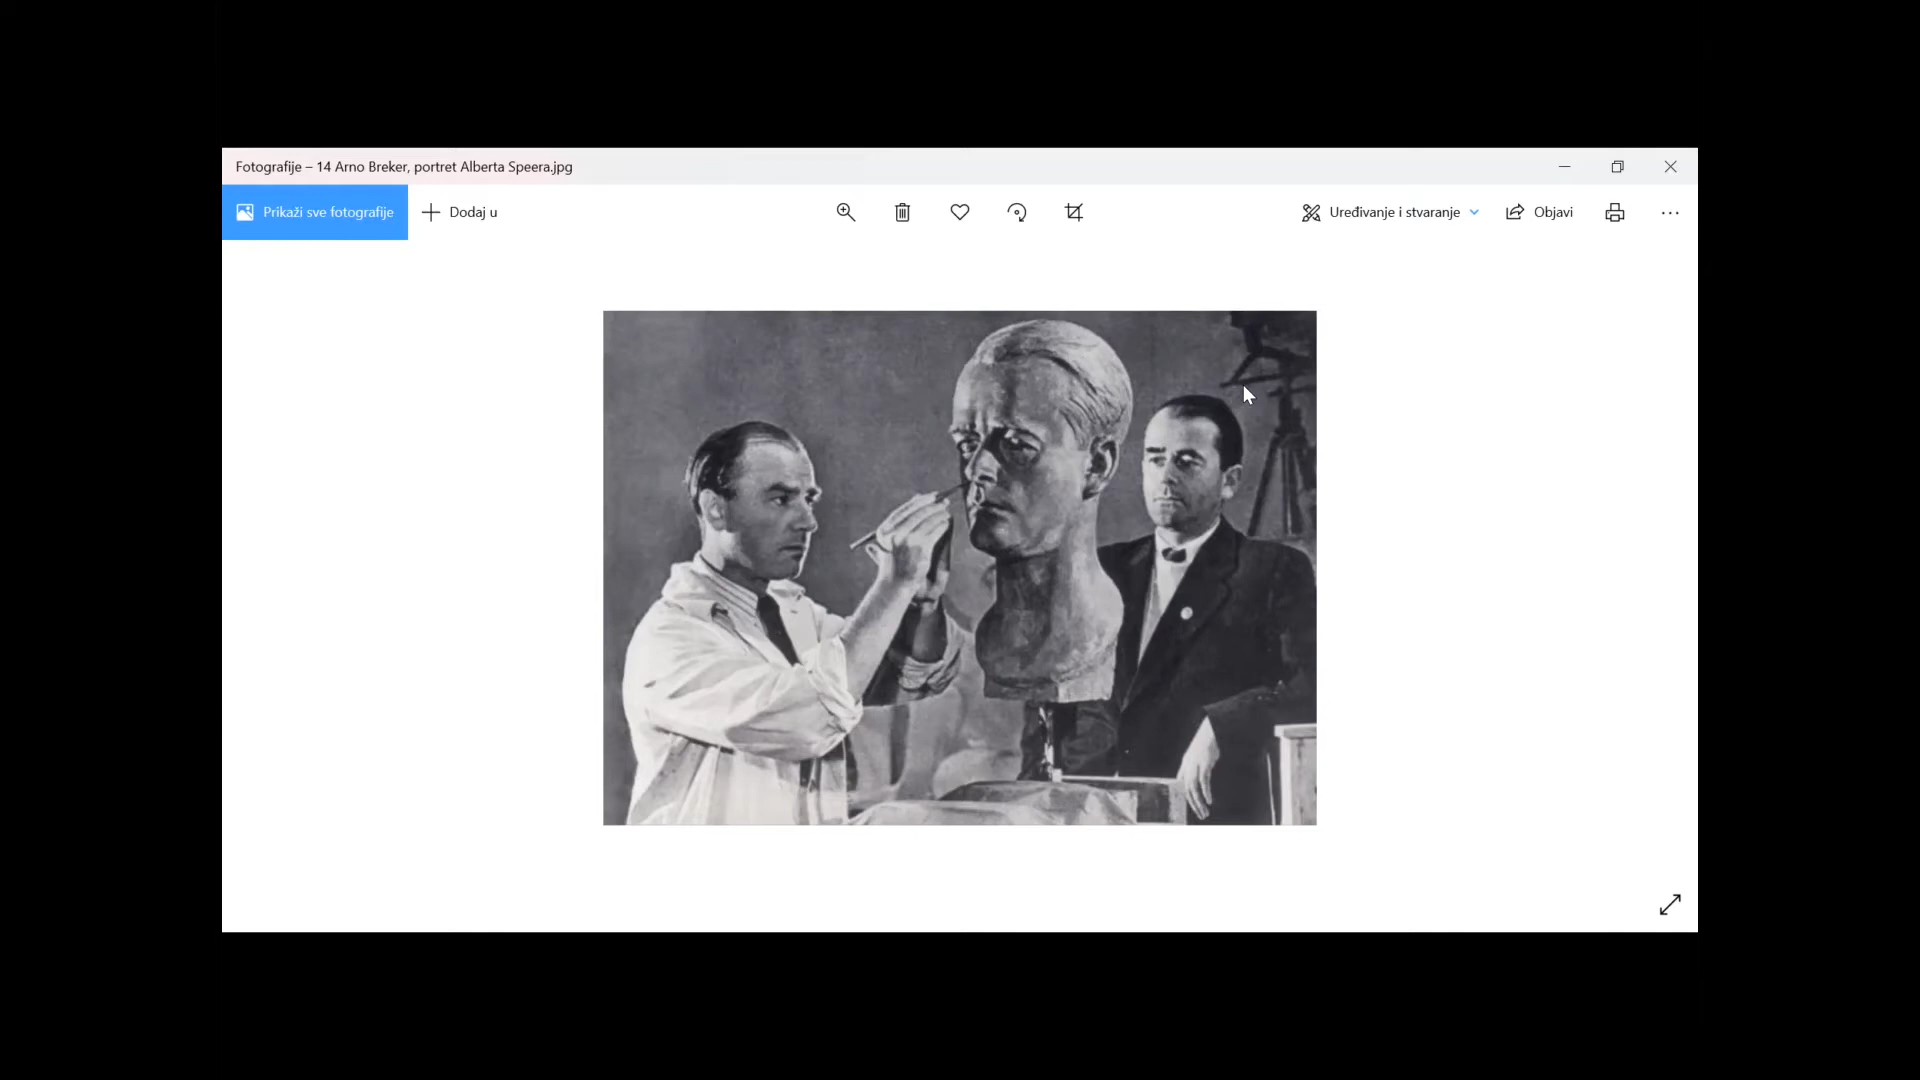 Fotografije – 14 Arno Breker, portret Alberta Speera.jpg
Prikaži sve fotografije
Dodaj u
Uređivanje i stvaranje
Objavi